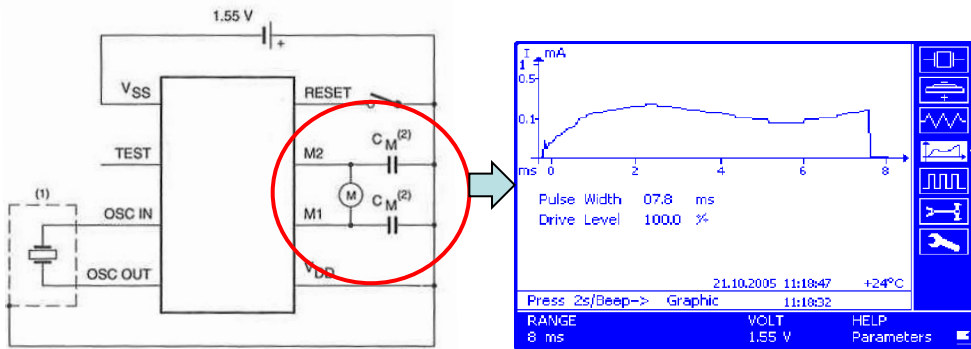 1.55 V
+
VSS
RESET
TEST
M2
CM(2)
M
M1
CM(2)
(1)
OSC IN
OSC OUT
VDD
I mA
1
0.5
0.1
ms 0 2 4 6 8
Pulse Width 07.8 ms
Drive Level 100.0 %
21.10.2005 11:18:47 +24°C
Press 2s/Beep-> Graphic 11:18:32
RANGE VOLT HELP
8 ms 1.55 V Parameters